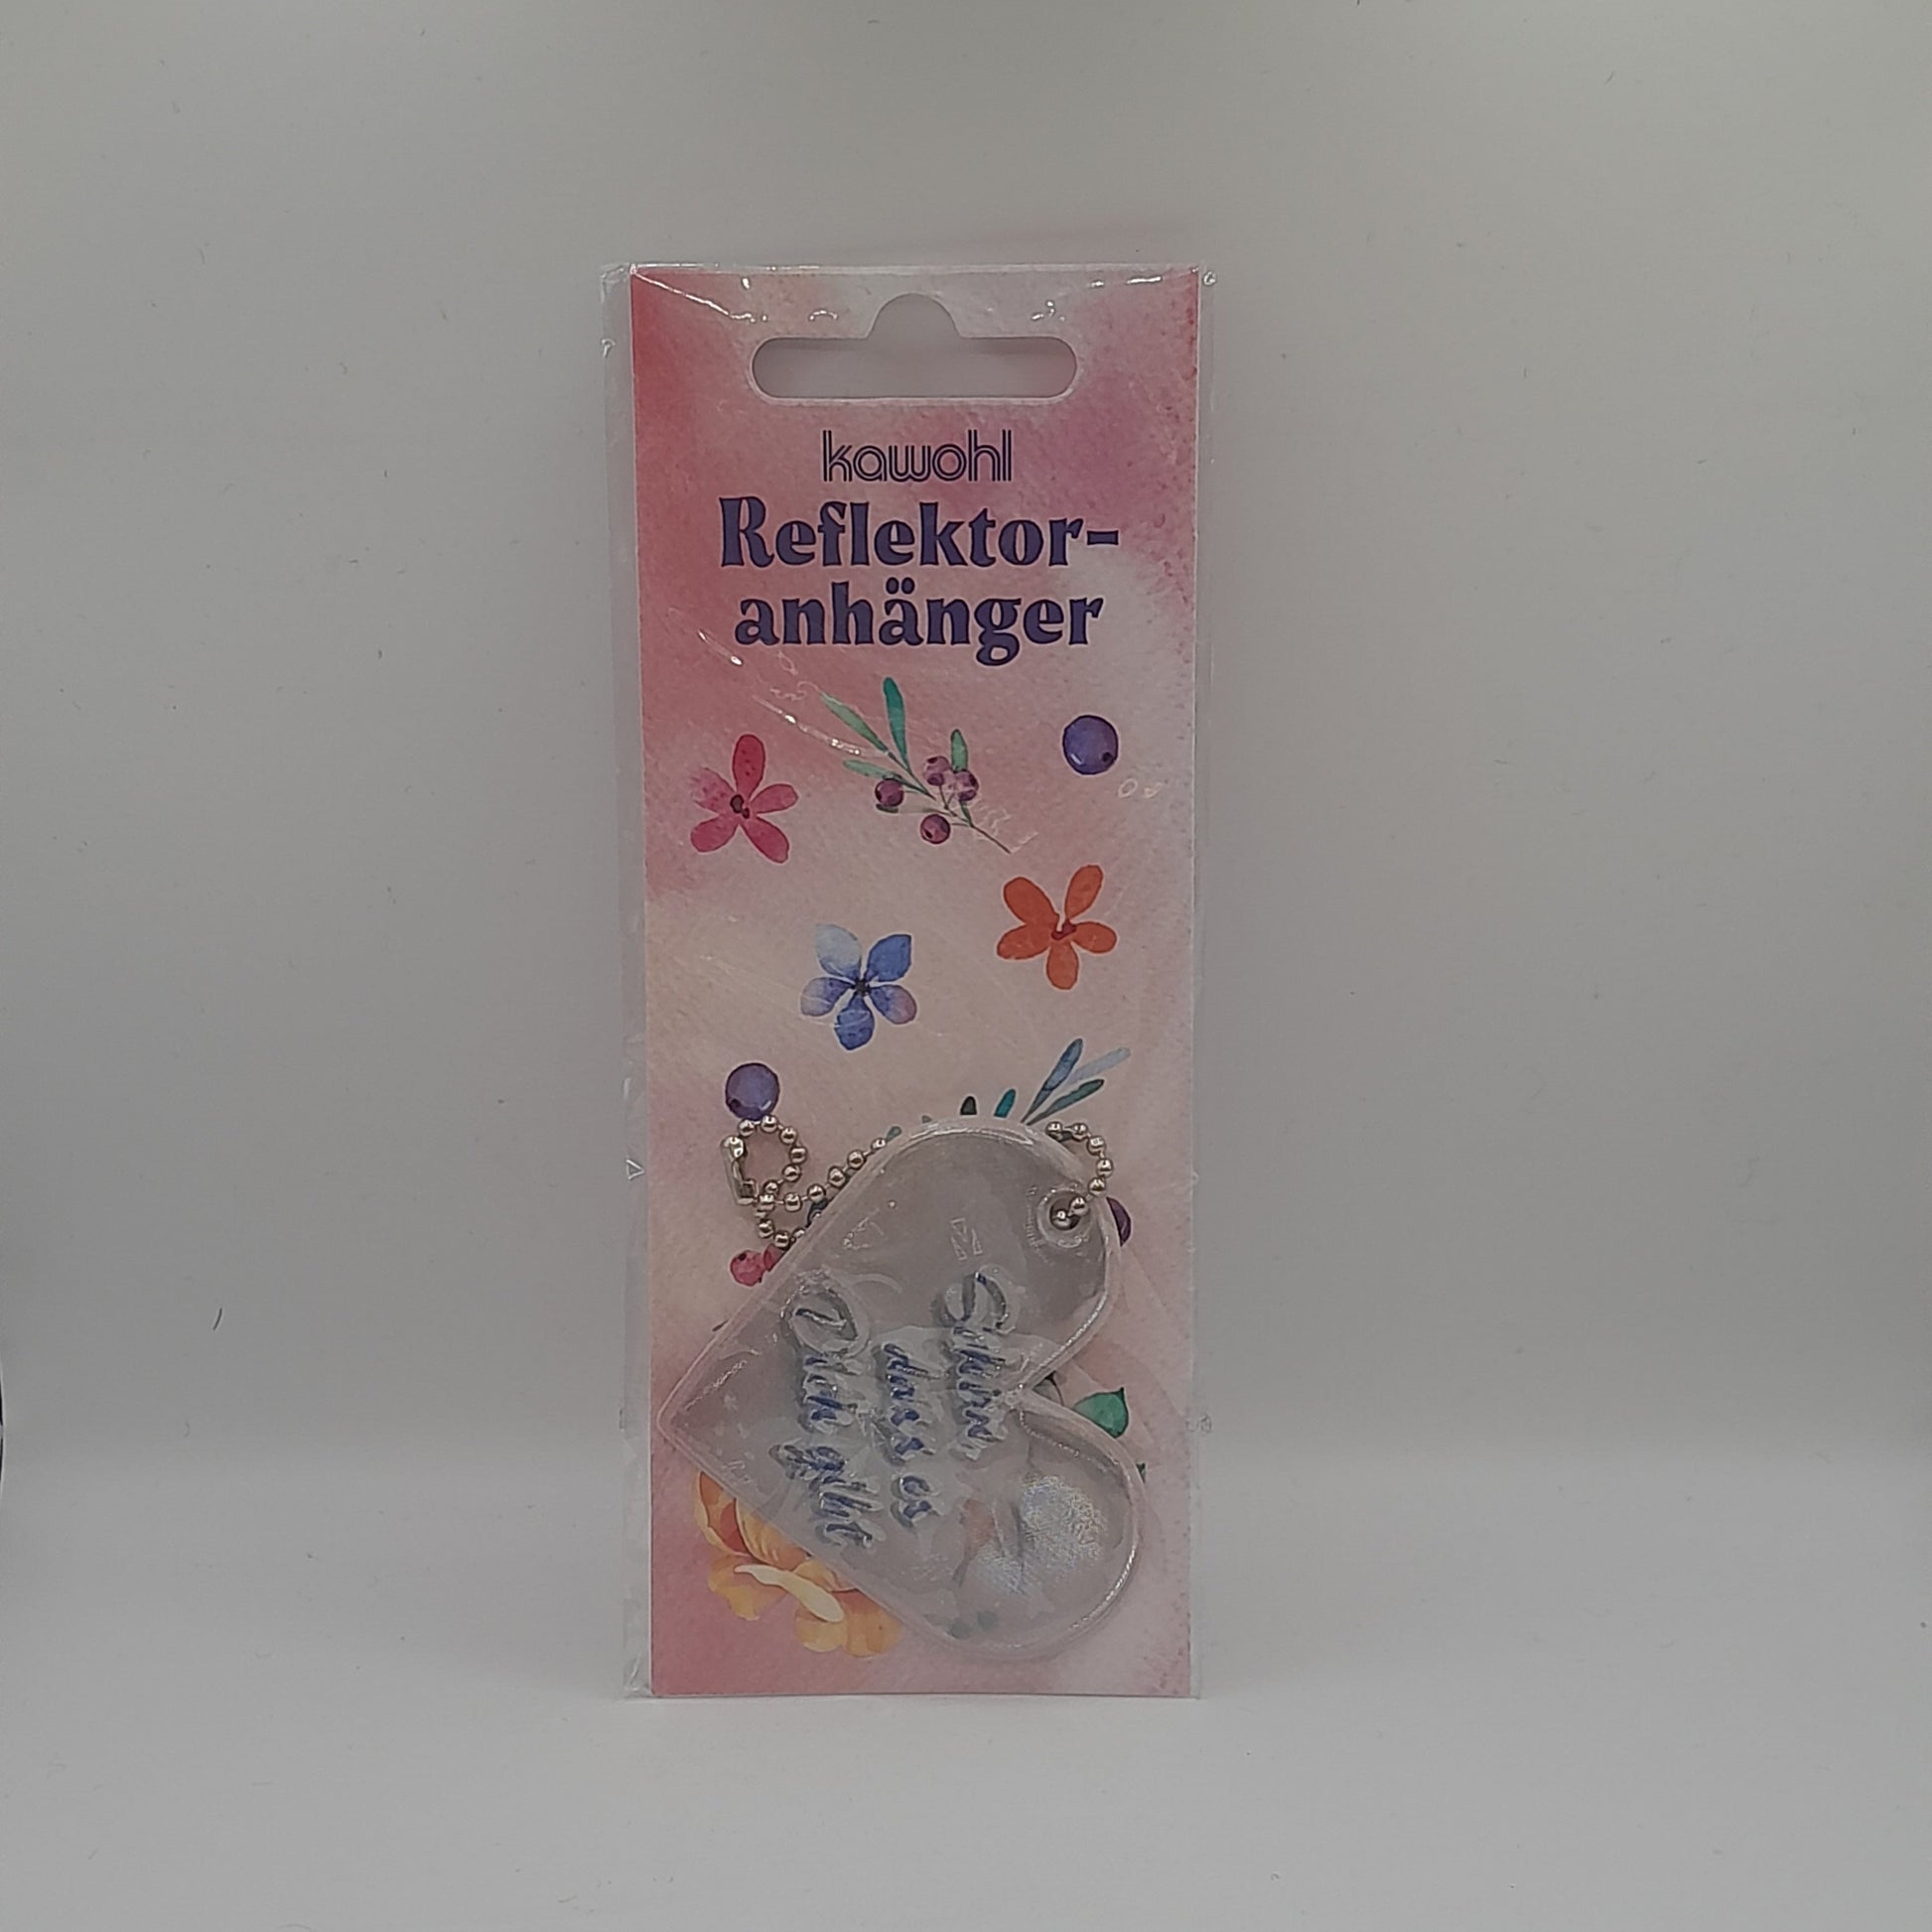 kawohl
Reflektor-
anhänger
Schön,
dass es
Dich gibt